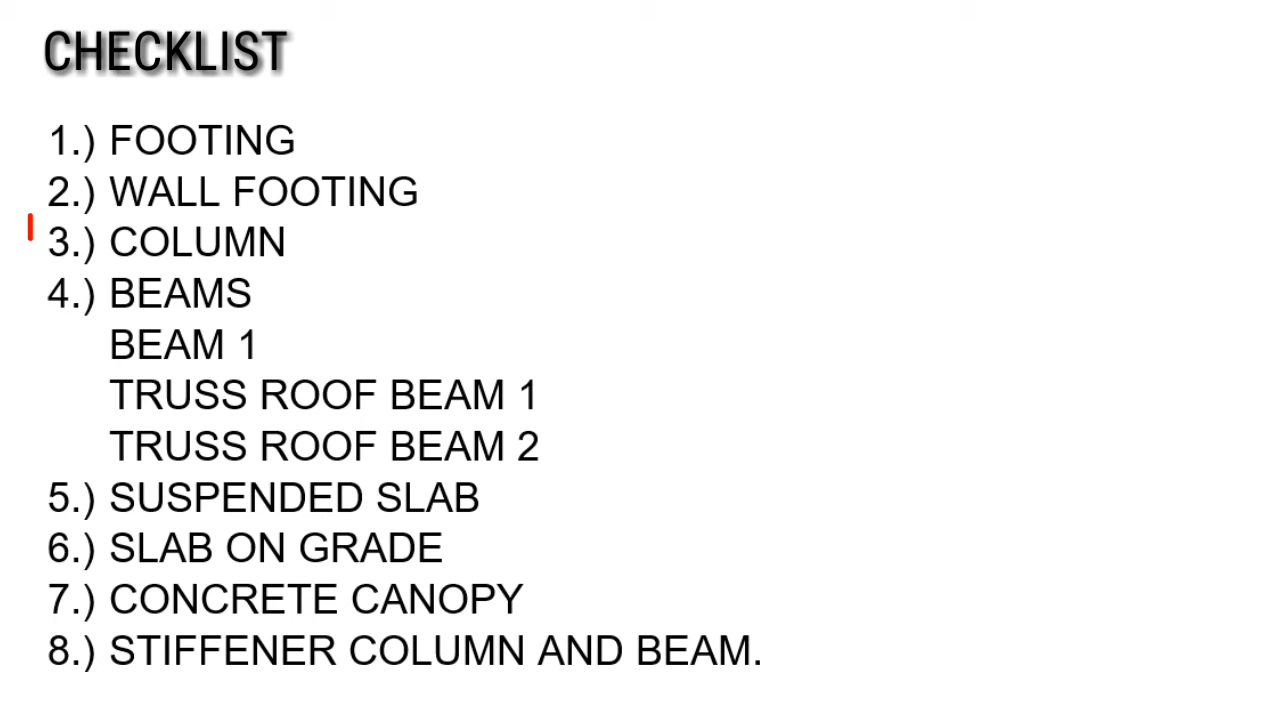 CHECKLIST
1.) FOOTING
2.) WALL FOOTING
3.) COLUMN
4.) BEAMS
BEAM 1
TRUSS ROOF BEAM 1
TRUSS ROOF BEAM 2
5.) SUSPENDED SLAB
6.) SLAB ON GRADE
7.) CONCRETE CANOPY
8.) STIFFENER COLUMN AND BEAM.